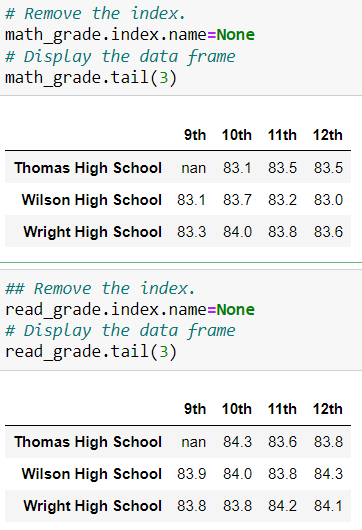 # Remove the index.
math_grade.index.name=None
# Display the data frame
math_grade.tail(3)
9th 10th 11th 12th
Thomas High School nan 83.1 83.5 83.5
Wilson High School 83.1 83.7 83.2 83.0
Wright High School 83.3 84.0 83.8 83.6
## Remove the index.
read_grade.index.name=None
# Display the data frame
read_grade.tail(3)
9th 10th 11th 12th
Thomas High School nan 84.3 83.6 83.8
Wilson High School 83.9 84.0 83.8 84.3
Wright High School 83.8 83.8 84.2 84.1